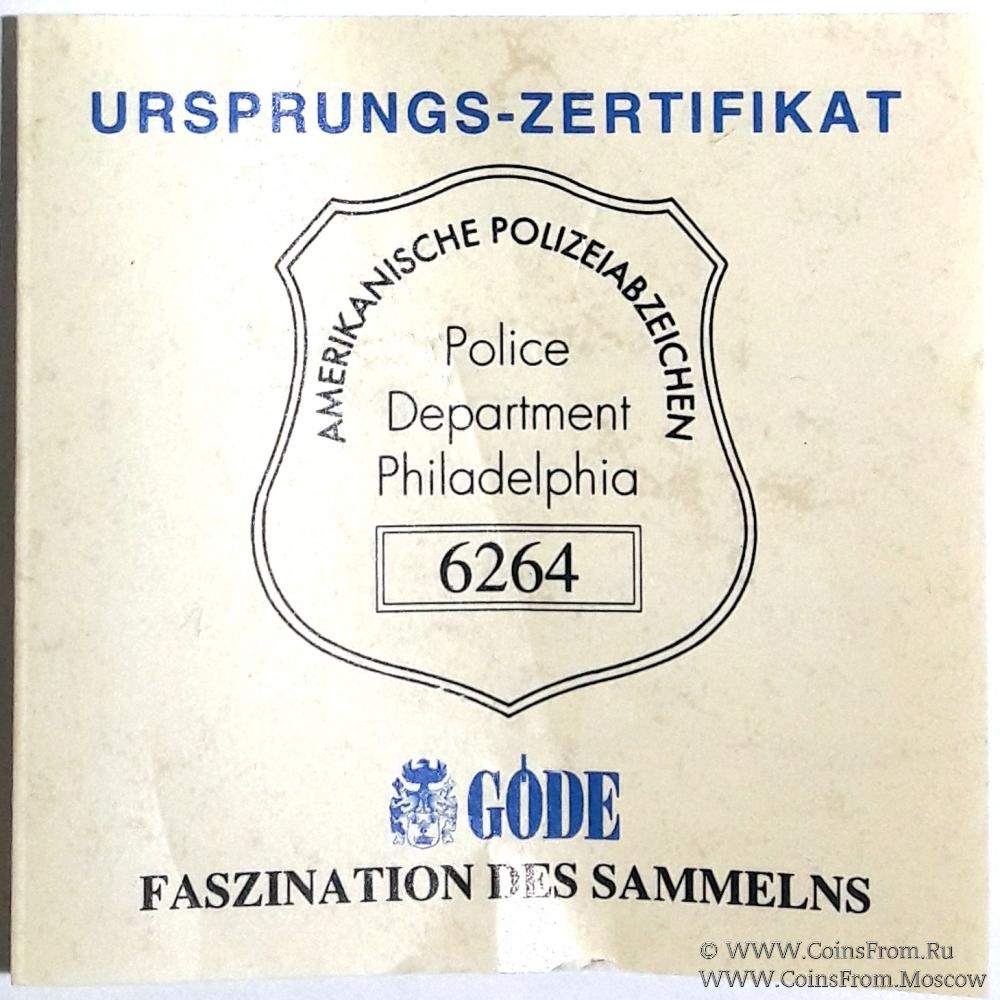 URSPRUNGS-ZERTIFIKAT
AMERIKANISCHE POLIZEIABZEICHEN
Police
Department
Philadelphia
6264
GÖDE
FASZINATION DES SAMMELNS
© WWW.CoinsFrom.Ru
WWW.CoinsFrom.Moscow